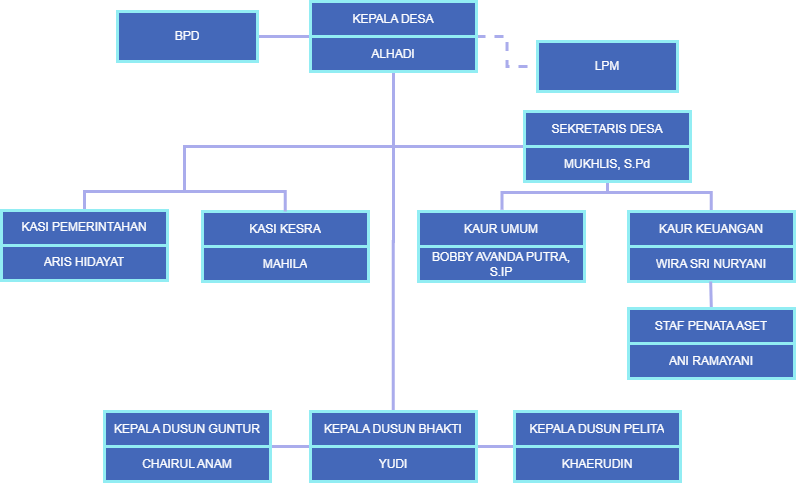 KEPALA DESA
ALHADI
BPD
LPM
SEKRETARIS DESA
MUKHLIS, S.Pd
KASI PEMERINTAHAN
ARIS HIDAYAT
KASI KESRA
MAHILA
KAUR UMUM
BOBBY AVANDA PUTRA,
S.IP
KAUR KEUANGAN
WIRA SRI NURYANI
STAF PENATA ASET
ANI RAMAYANI
KEPALA DUSUN GUNTUR
CHAIRUL ANAM
KEPALA DUSUN BHAKTI
YUDI
KEPALA DUSUN PELITA
KHAERUDIN